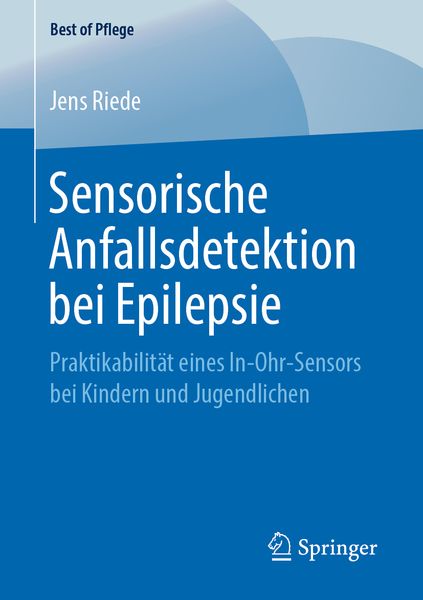 Best of Pflege
Jens Riede
Sensorische
Anfallsdetektion
bei Epilepsie
Praktikabilität eines In-Ohr-Sensors
bei Kindern und Jugendlichen
Springer